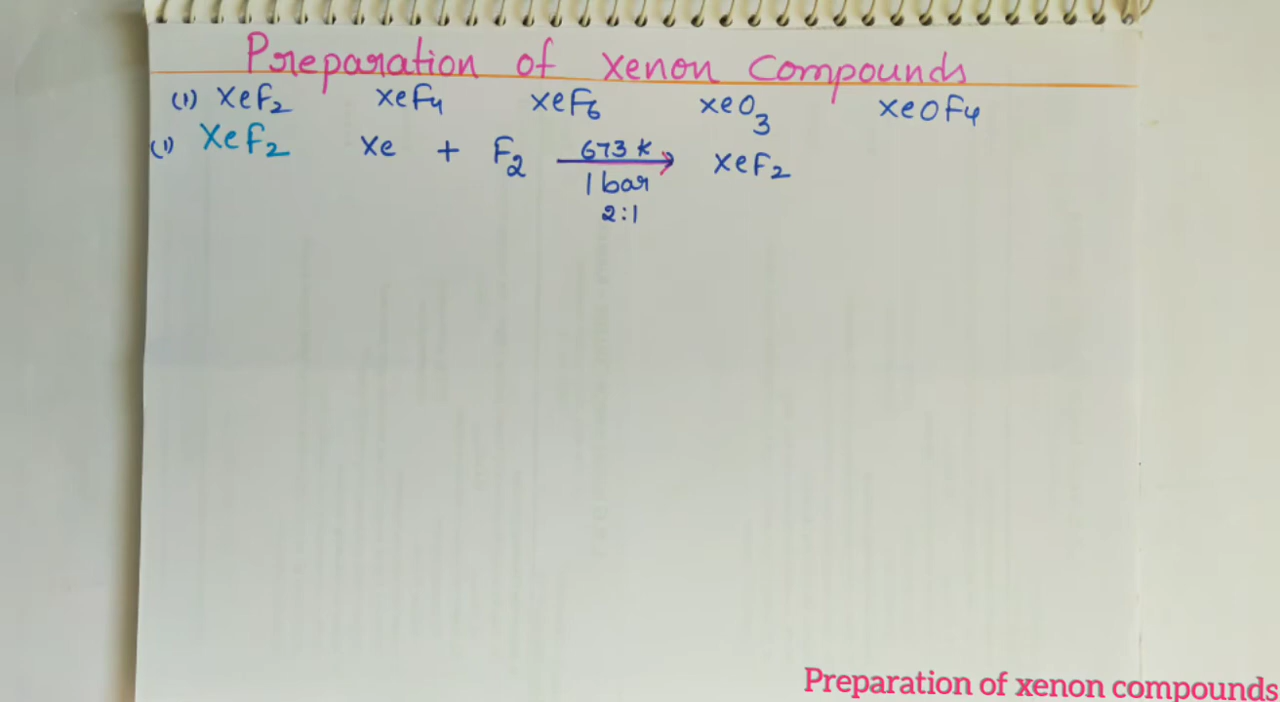 Preparation of xenon compounds
(1) XeF₂ XeF₄ XeF₆ XeO₃ XeOF₄
(1) XeF₂ Xe + F₂ 673 K → XeF₂
1 bar
2:1
Preparation of xenon compounds